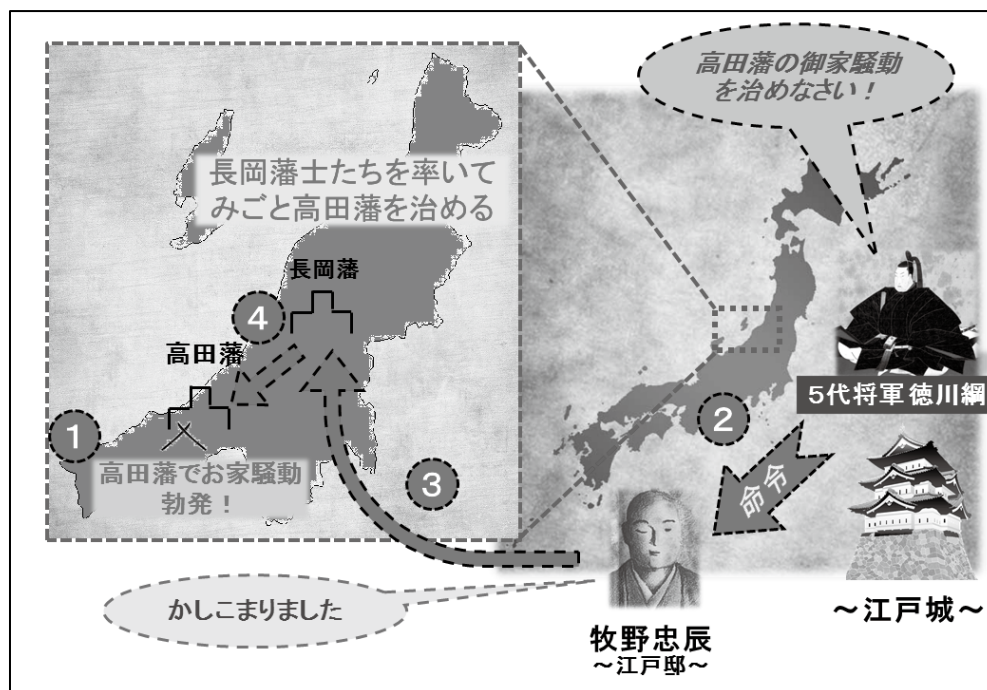 高田藩の御家騒動
を治めなさい！
長岡藩士たちを率いて
みごと高田藩を治める
長岡藩
④
高田藩
①
高田藩でお家騒動
勃発！
③
②
5代将軍徳川綱
命令
かしこまりました
牧野忠辰
～江戸邸～
～江戸城～